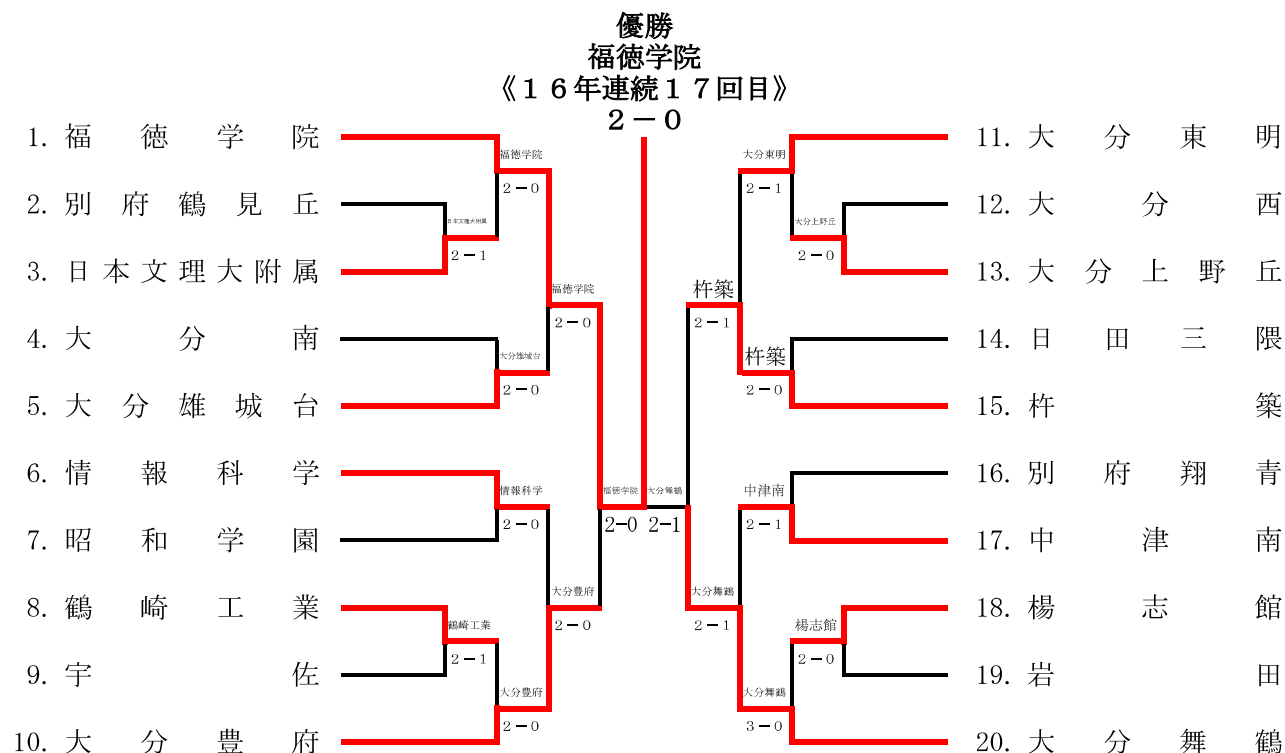 優勝
福徳学院
《１６年連続１７回目》
２－０
1. 福徳学院
2. 別府鶴見丘
3. 日本文理大附属
4. 大分南
5. 大分雄城台
6. 情報科学
7. 昭和学園
8. 鶴崎工業
9. 宇佐
10. 大分豊府
福徳学院
２－０
日本文理大附属
２－１
福徳学院
２－０
大分雄城台
２－０
情報科学
２－０
大分豊府
２－０
鶴崎工業
２－１
大分豊府
２－０
福徳学院
2-0
大分舞鶴
2-1
大分東明
２－１
大分上野丘
２－０
杵築
２－１
杵築
２－０
中津南
２－１
大分舞鶴
２－１
楊志館
２－０
大分舞鶴
３－０
11. 大分東明
12. 大分西
13. 大分上野丘
14. 日田三隈
15. 杵築
16. 別府翔青
17. 中津南
18. 楊志館
19. 岩田
20. 大分舞鶴